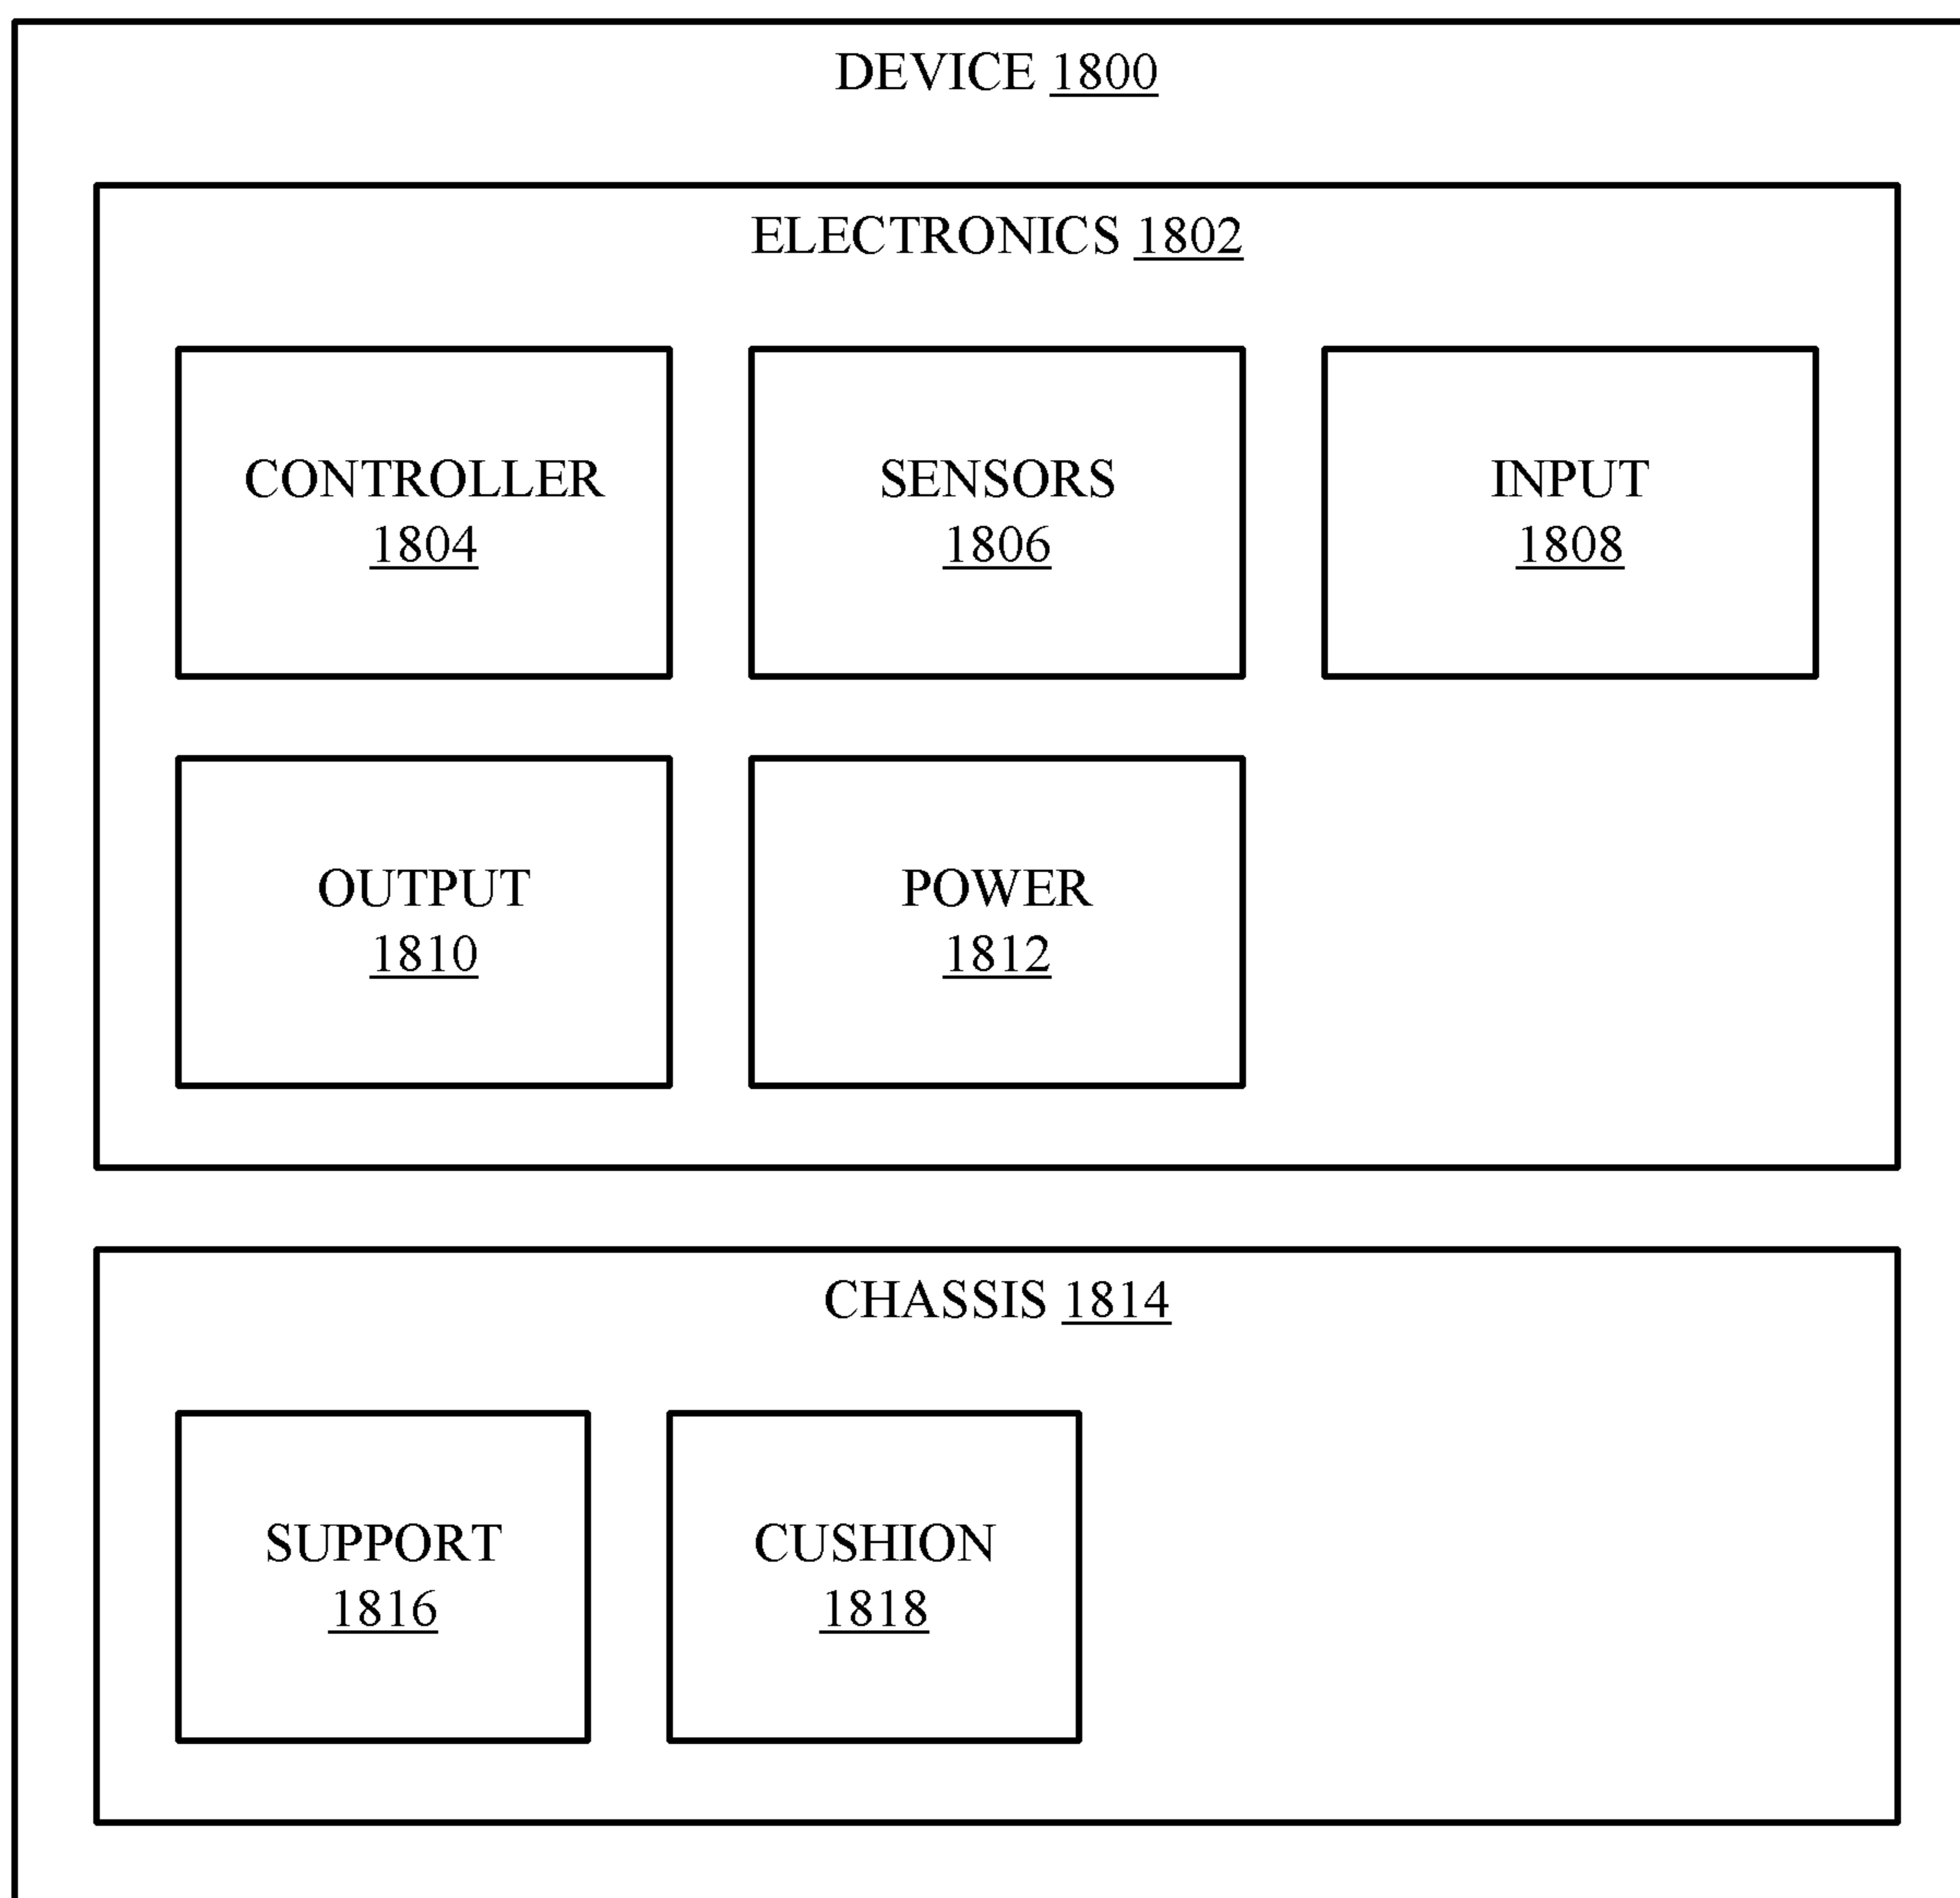 DEVICE 1800
ELECTRONICS 1802
CONTROLLER
1804
SENSORS
1806
INPUT
1808
OUTPUT
1810
POWER
1812
CHASSIS 1814
SUPPORT
1816
CUSHION
1818